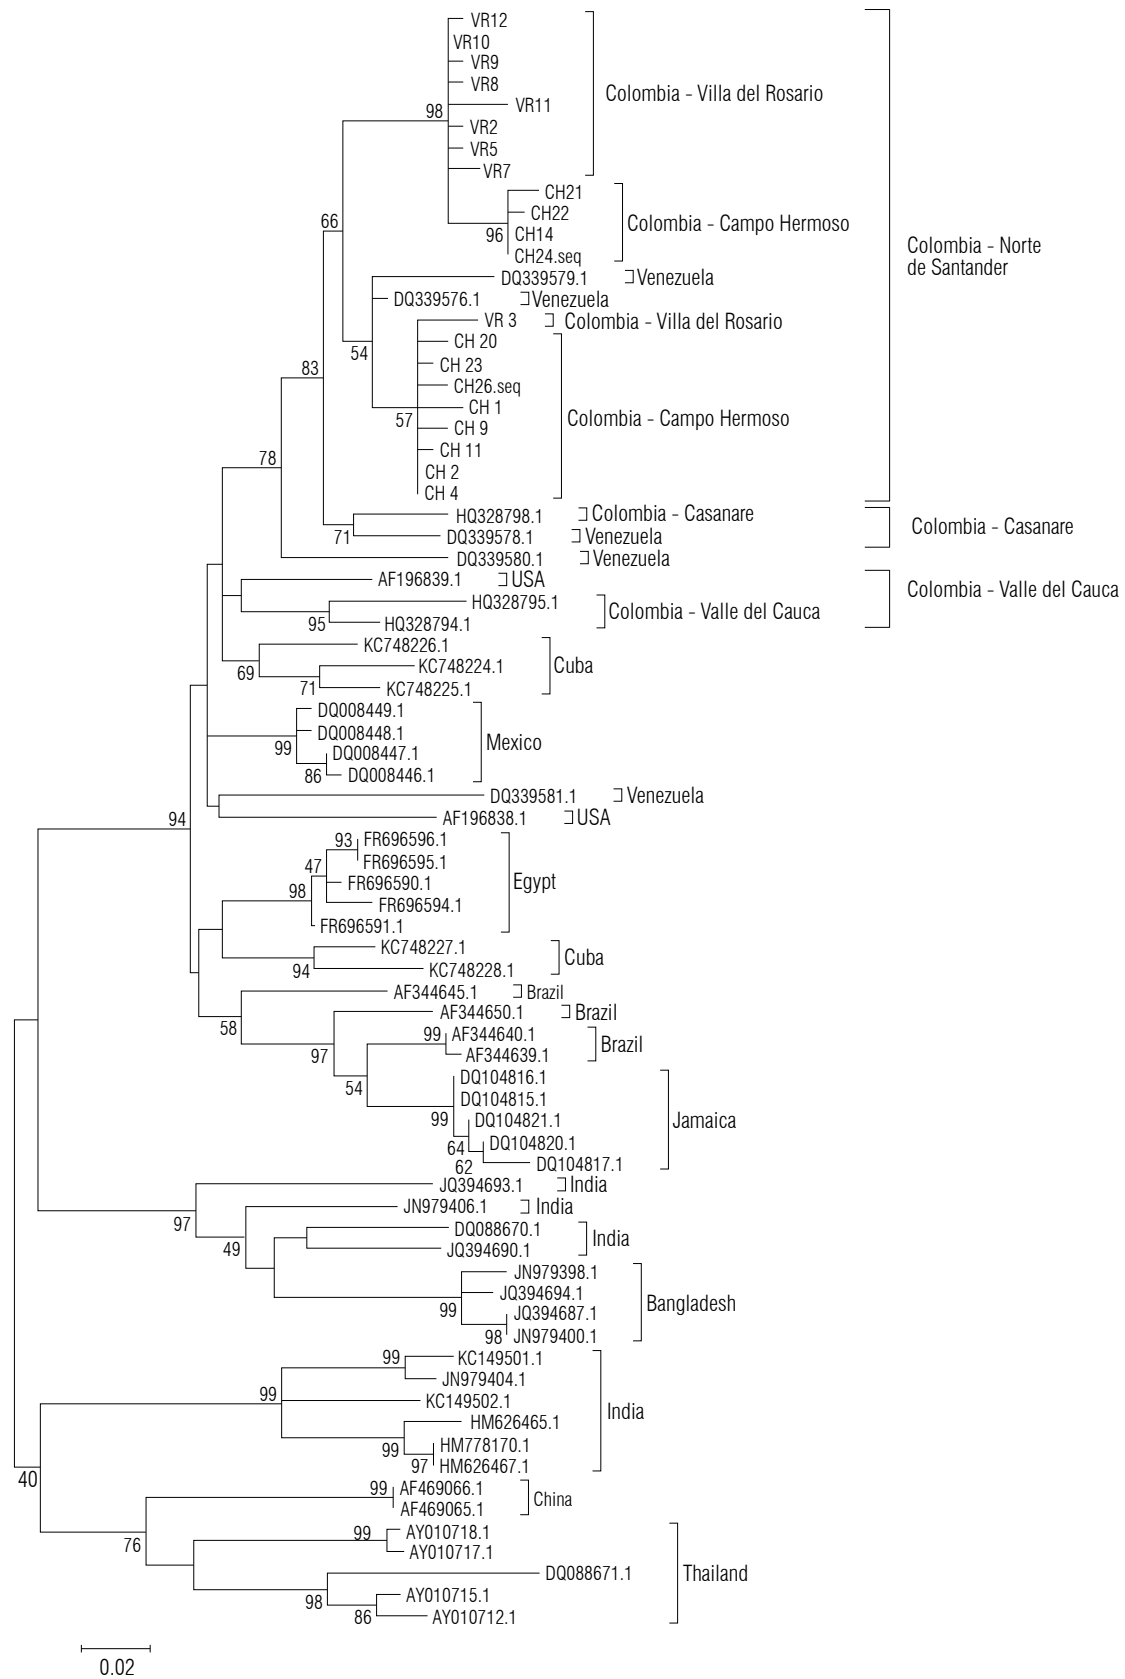 VR12
VR10
VR9
VR8
VR11
VR2
VR5
VR7
98
Colombia - Villa del Rosario
CH21
CH22
CH14
CH24.seq
96
Colombia - Campo Hermoso
66
Colombia - Norte
de Santander
DQ339579.1
Venezuela
DQ339576.1
Venezuela
VR 3
Colombia - Villa del Rosario
54
CH 20
CH 23
CH26.seq
CH 1
CH 9
CH 11
CH 2
CH 4
57
Colombia - Campo Hermoso
83
78
HQ328798.1
Colombia - Casanare
Colombia - Casanare
DQ339578.1
Venezuela
71
DQ339580.1
Venezuela
AF196839.1
USA
HQ328795.1
HQ328794.1
95
Colombia - Valle del Cauca
Colombia - Valle del Cauca
KC748226.1
KC748224.1
KC748225.1
69
71
Cuba
DQ008449.1
DQ008448.1
DQ008447.1
DQ008446.1
99
86
Mexico
DQ339581.1
Venezuela
AF196838.1
USA
94
93
FR696596.1
FR696595.1
47
FR696590.1
98
FR696594.1
FR696591.1
Egypt
KC748227.1
KC748228.1
94
Cuba
AF344645.1
Brazil
58
AF344650.1
Brazil
99
AF344640.1
AF344639.1
Brazil
97
54
DQ104816.1
DQ104815.1
DQ104821.1
DQ104820.1
DQ104817.1
99
64
62
Jamaica
JQ394693.1
India
97
JN979406.1
India
49
DQ088670.1
JQ394690.1
India
JN979398.1
JQ394694.1
JQ394687.1
JN979400.1
99
98
Bangladesh
99
KC149501.1
JN979404.1
99
KC149502.1
HM626465.1
HM778170.1
HM626467.1
99
97
India
40
99
AF469066.1
AF469065.1
China
76
99
AY010718.1
AY010717.1
DQ088671.1
AY010715.1
AY010712.1
98
86
Thailand
0.02